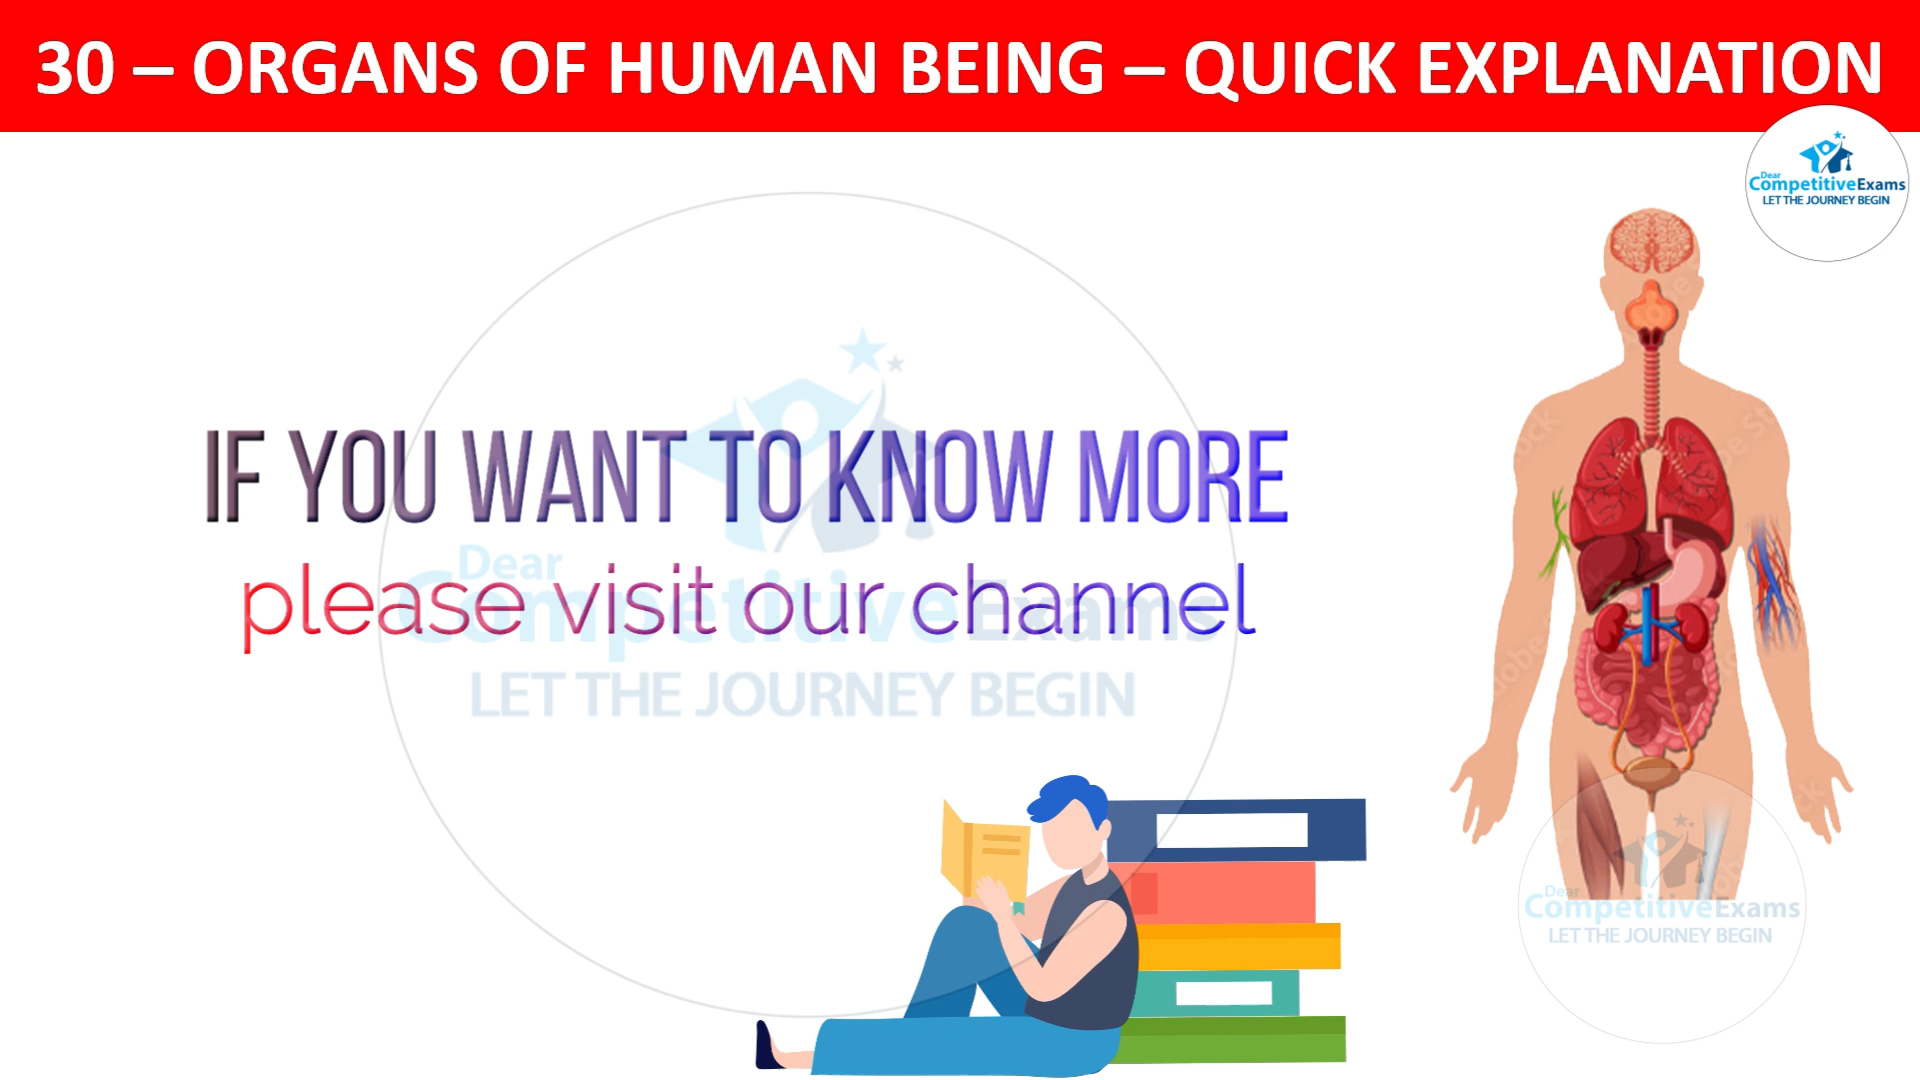 30 – ORGANS OF HUMAN BEING – QUICK EXPLANATION
Dear
CompetitiveExams
LET THE JOURNEY BEGIN
IF YOU WANT TO KNOW MORE
please visit our channel
Dear
CompetitiveExams
LET THE JOURNEY BEGIN
Dear
CompetitiveExams
LET THE JOURNEY BEGIN